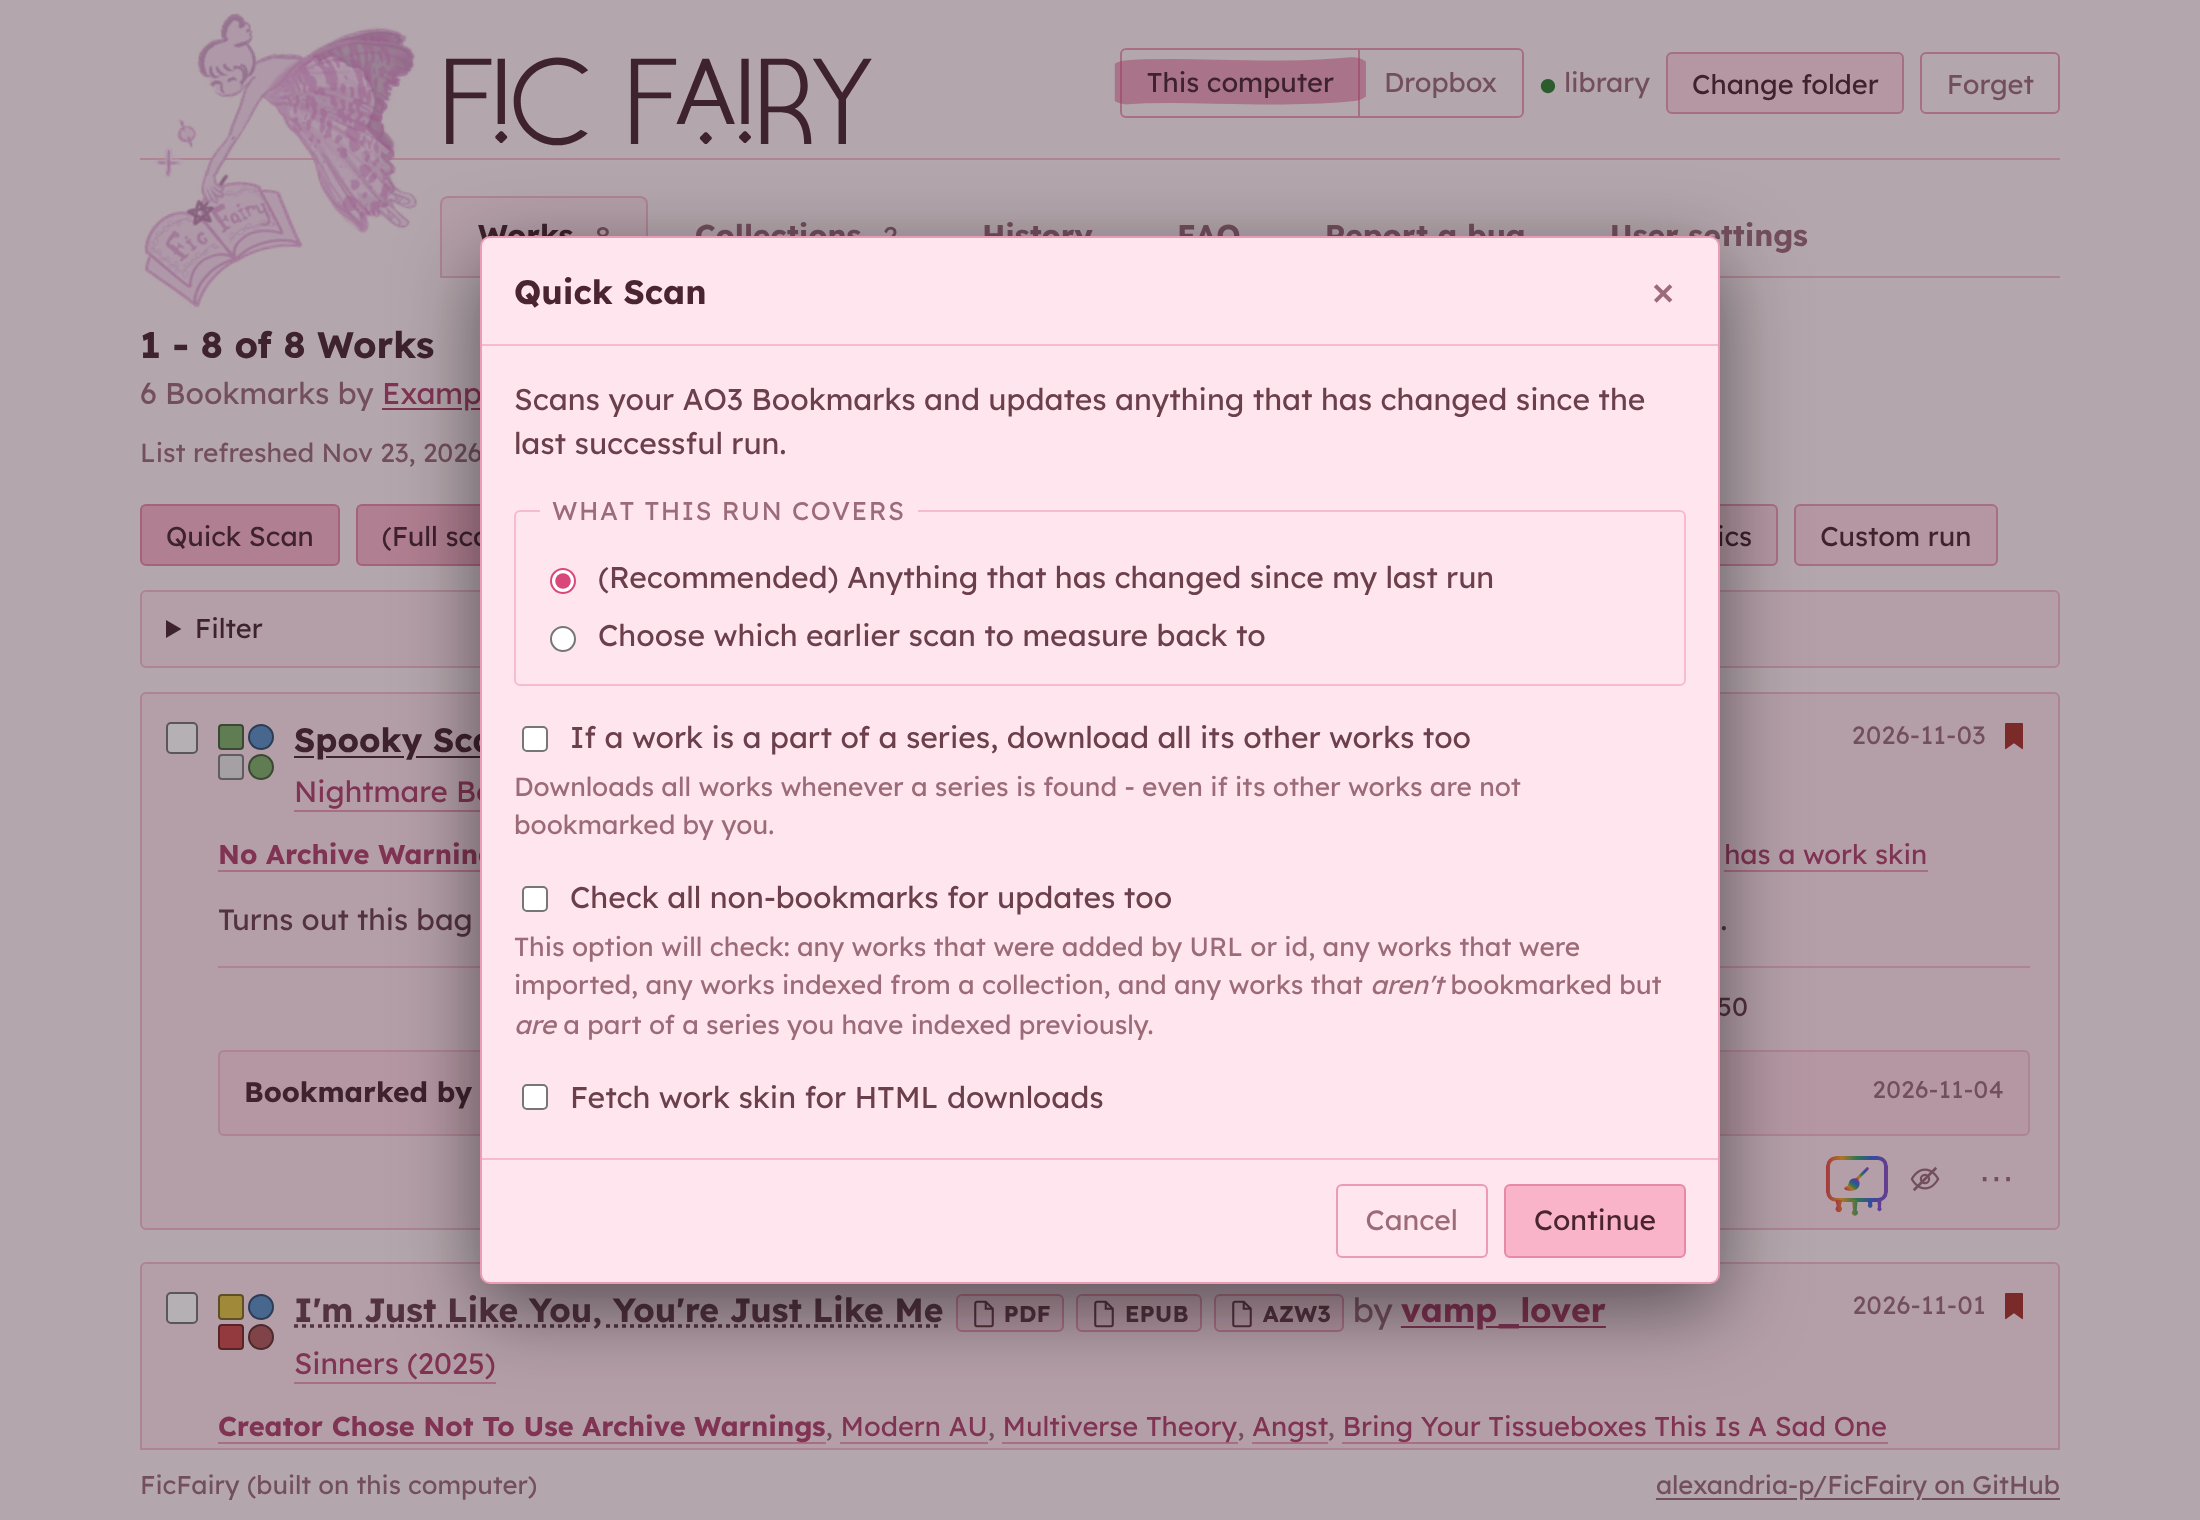 FIC FAIRY
This computer
Dropbox
library
Change folder
Forget
Fic Fairy
Works 8
Collections 2
History
FAQ
Report a bug
User settings
1 - 8 of 8 Works
6 Bookmarks by
List refreshed Nov 23, 2026
Quick Scan
(Full
Custom run
Filter
Quick Scan
×
Scans your AO3 Bookmarks and updates anything that has changed since the
last successful run.
WHAT THIS RUN COVERS
(Recommended) Anything that has changed since my last run
Choose which earlier scan to measure back to
If a work is a part of a series, download all its other works too
Downloads all works whenever a series is found - even if its other works are not
bookmarked by you.
Check all non-bookmarks for updates too
This option will check: any works that were added by URL or id, any works that were
imported, any works indexed from a collection, and any works that aren't bookmarked but
are a part of a series you have indexed previously.
Fetch work skin for HTML downloads
Cancel
Continue
Spooky
2026-11-03
Nightmare
No Archive
has a work skin
Turns out this bag
50
Bookmarked by
2026-11-04
I'm Just Like You, You're Just Like Me PDF EPUB AZW3 by vamp_lover
2026-11-01
Sinners (2025)
Creator Chose Not To Use Archive Warnings, Modern AU, Multiverse Theory, Angst, Bring Your Tissueboxes This Is A Sad One
FicFairy (built on this computer)
alexandria-p/FicFairy on GitHub